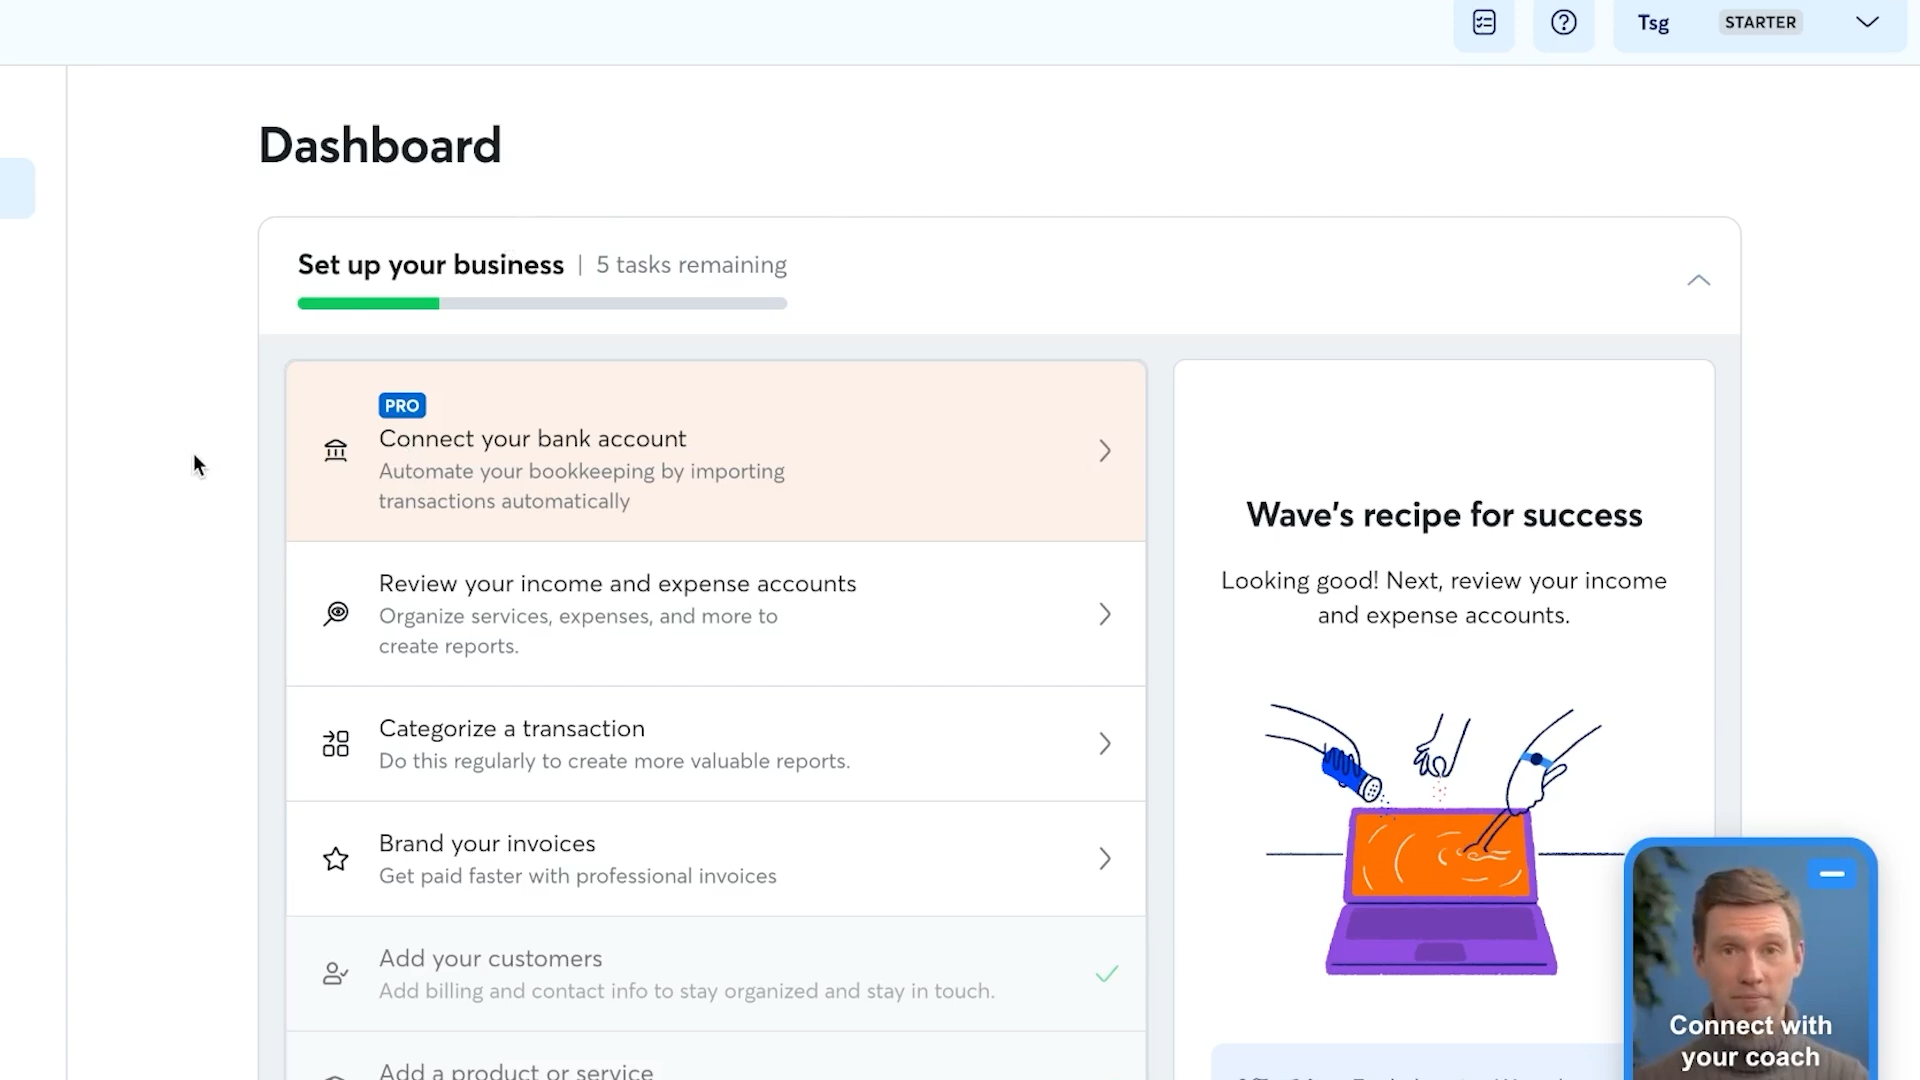 Tsg STARTER
Dashboard
Set up your business | 5 tasks remaining
PRO
Connect your bank account
Automate your bookkeeping by importing
transactions automatically
Review your income and expense accounts
Organize services, expenses, and more to
create reports.
Categorize a transaction
Do this regularly to create more valuable reports.
Brand your invoices
Get paid faster with professional invoices
Add your customers
Add billing and contact info to stay organized and stay in touch.
Add a product or service
Wave's recipe for success
Looking good! Next, review your income
and expense accounts.
Connect with
your coach